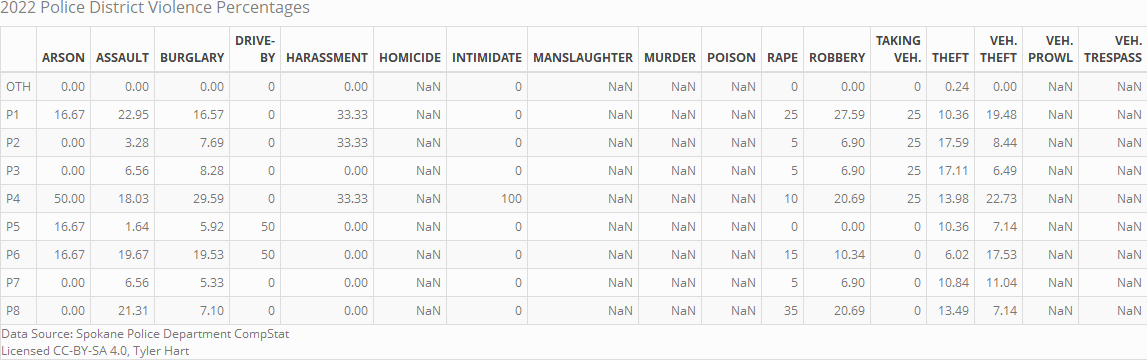 2022 Police District Violence Percentages
ARSON ASSAULT BURGLARY DRIVE-BY HARASSMENT HOMICIDE INTIMIDATE MANSLAUGHTER MURDER POISON RAPE ROBBERY TAKING VEH. THEFT VEH. THEFT VEH. PROWL VEH. TRESPASS
OTH 0.00 0.00 0.00 0 0.00 NaN 0 NaN NaN NaN 0 0.00 0 0.24 0.00 NaN NaN
P1 16.67 22.95 16.57 0 33.33 NaN 0 NaN NaN NaN 25 27.59 25 10.36 19.48 NaN NaN
P2 0.00 3.28 7.69 0 33.33 NaN 0 NaN NaN NaN 5 6.90 25 17.59 8.44 NaN NaN
P3 0.00 6.56 8.28 0 0.00 NaN 0 NaN NaN NaN 5 6.90 25 17.11 6.49 NaN NaN
P4 50.00 18.03 29.59 0 33.33 NaN 100 NaN NaN NaN 10 20.69 25 13.98 22.73 NaN NaN
P5 16.67 1.64 5.92 50 0.00 NaN 0 NaN NaN NaN 0 0.00 0 10.36 7.14 NaN NaN
P6 16.67 19.67 19.53 50 0.00 NaN 0 NaN NaN NaN 15 10.34 0 6.02 17.53 NaN NaN
P7 0.00 6.56 5.33 0 0.00 NaN 0 NaN NaN NaN 5 6.90 0 10.84 11.04 NaN NaN
P8 0.00 21.31 7.10 0 0.00 NaN 0 NaN NaN NaN 35 20.69 0 13.49 7.14 NaN NaN
Data Source: Spokane Police Department CompStat
Licensed CC-BY-SA 4.0, Tyler Hart